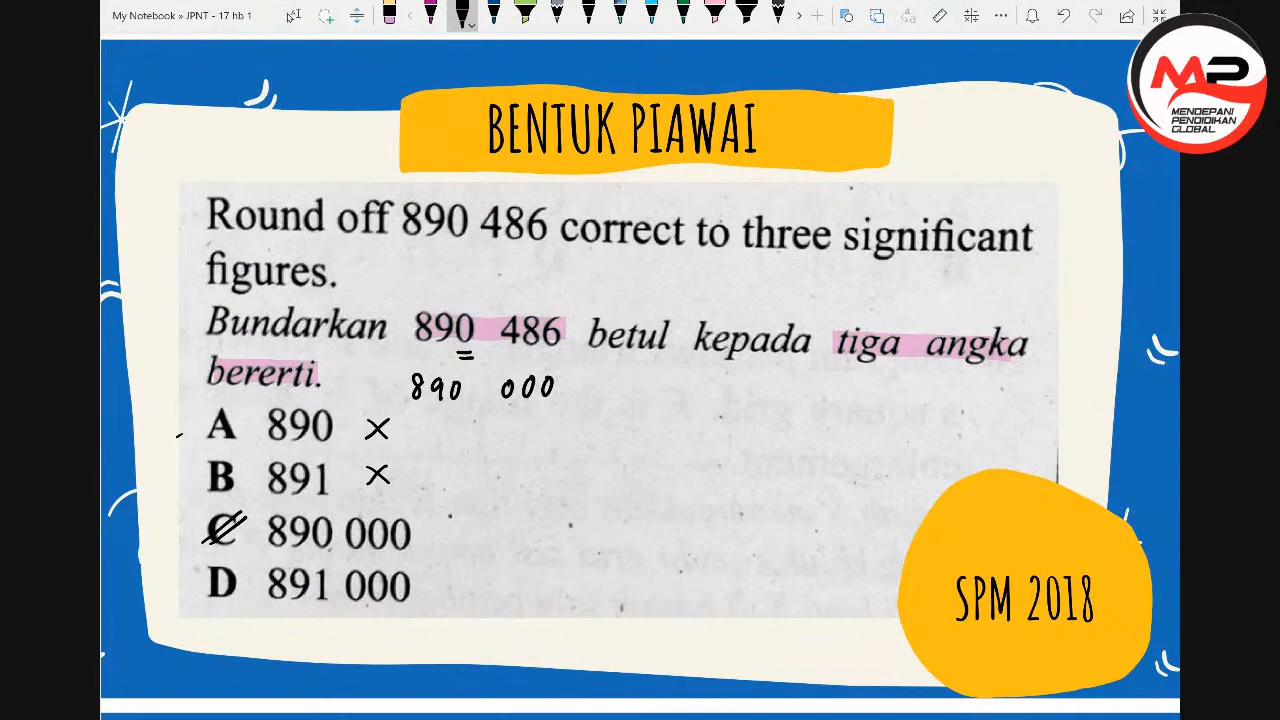 My Notebook » JPNT - 17 hb 1
MP
MENDEPANI
PENDIDIKAN
GLOBAL
BENTUK PIAWAI
Round off 890 486 correct to three significant
figures.
Bundarkan 890 486 betul kepada tiga angka
bererti.
890 000
A 890 ×
B 891 ×
C 890 000
D 891 000
SPM 2018